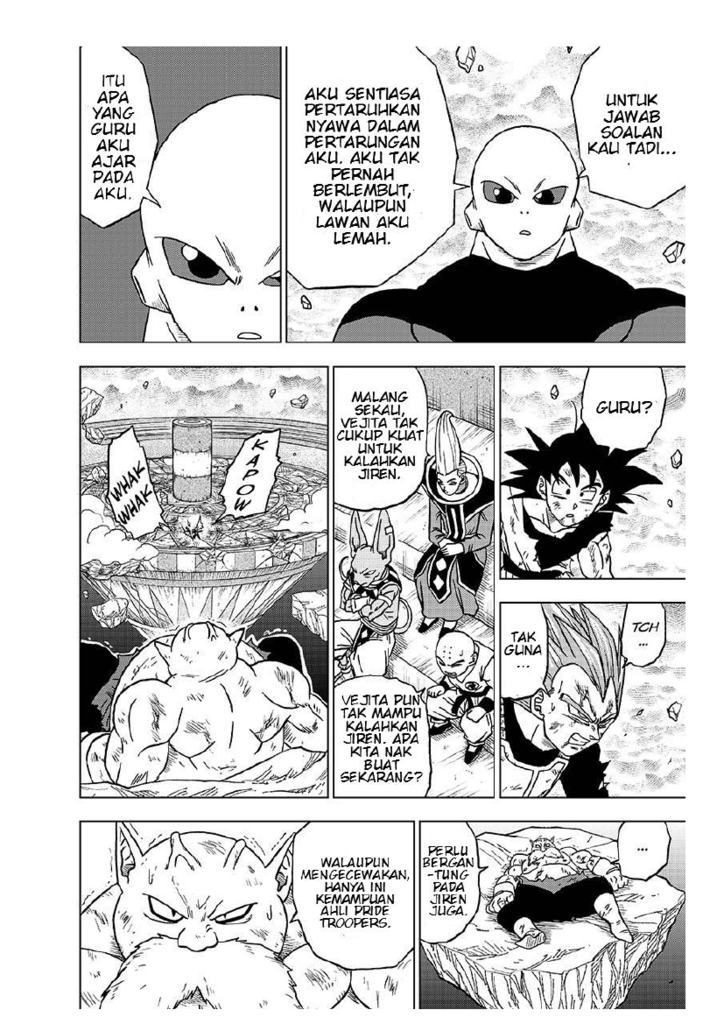 UNTUK
JAWAB
SOALAN
KAU TADI...
AKU SENTIASA
PERTARUHKAN
NYAWA DALAM
PERTARUNGAN
AKU. AKU TAK
PERNAH
BERLEMBUT,
WALAUPUN
LAWAN AKU
LEMAH.
ITU
APA
YANG
GURU
AKU
AJAR
PADA
AKU.
GURU?
TCH
...
TAK
GUNA
...
MALANG
SEKALI,
VEJITA TAK
CUKUP KUAT
UNTUK
KALAHKAN
JIREN.
VEJITA PUN
TAK MAMPU
KALAHKAN
JIREN. APA
KITA NAK
BUAT
SEKARANG?
KAPOW
WHAK
WHAK
...
PERLU
BERGAN
-TUNG
PADA
JIREN
JUGA.
WALAUPUN
MENGECEWAKAN,
HANYA INI
KEMAMPUAN
AHLI PRIDE
TROOPERS.